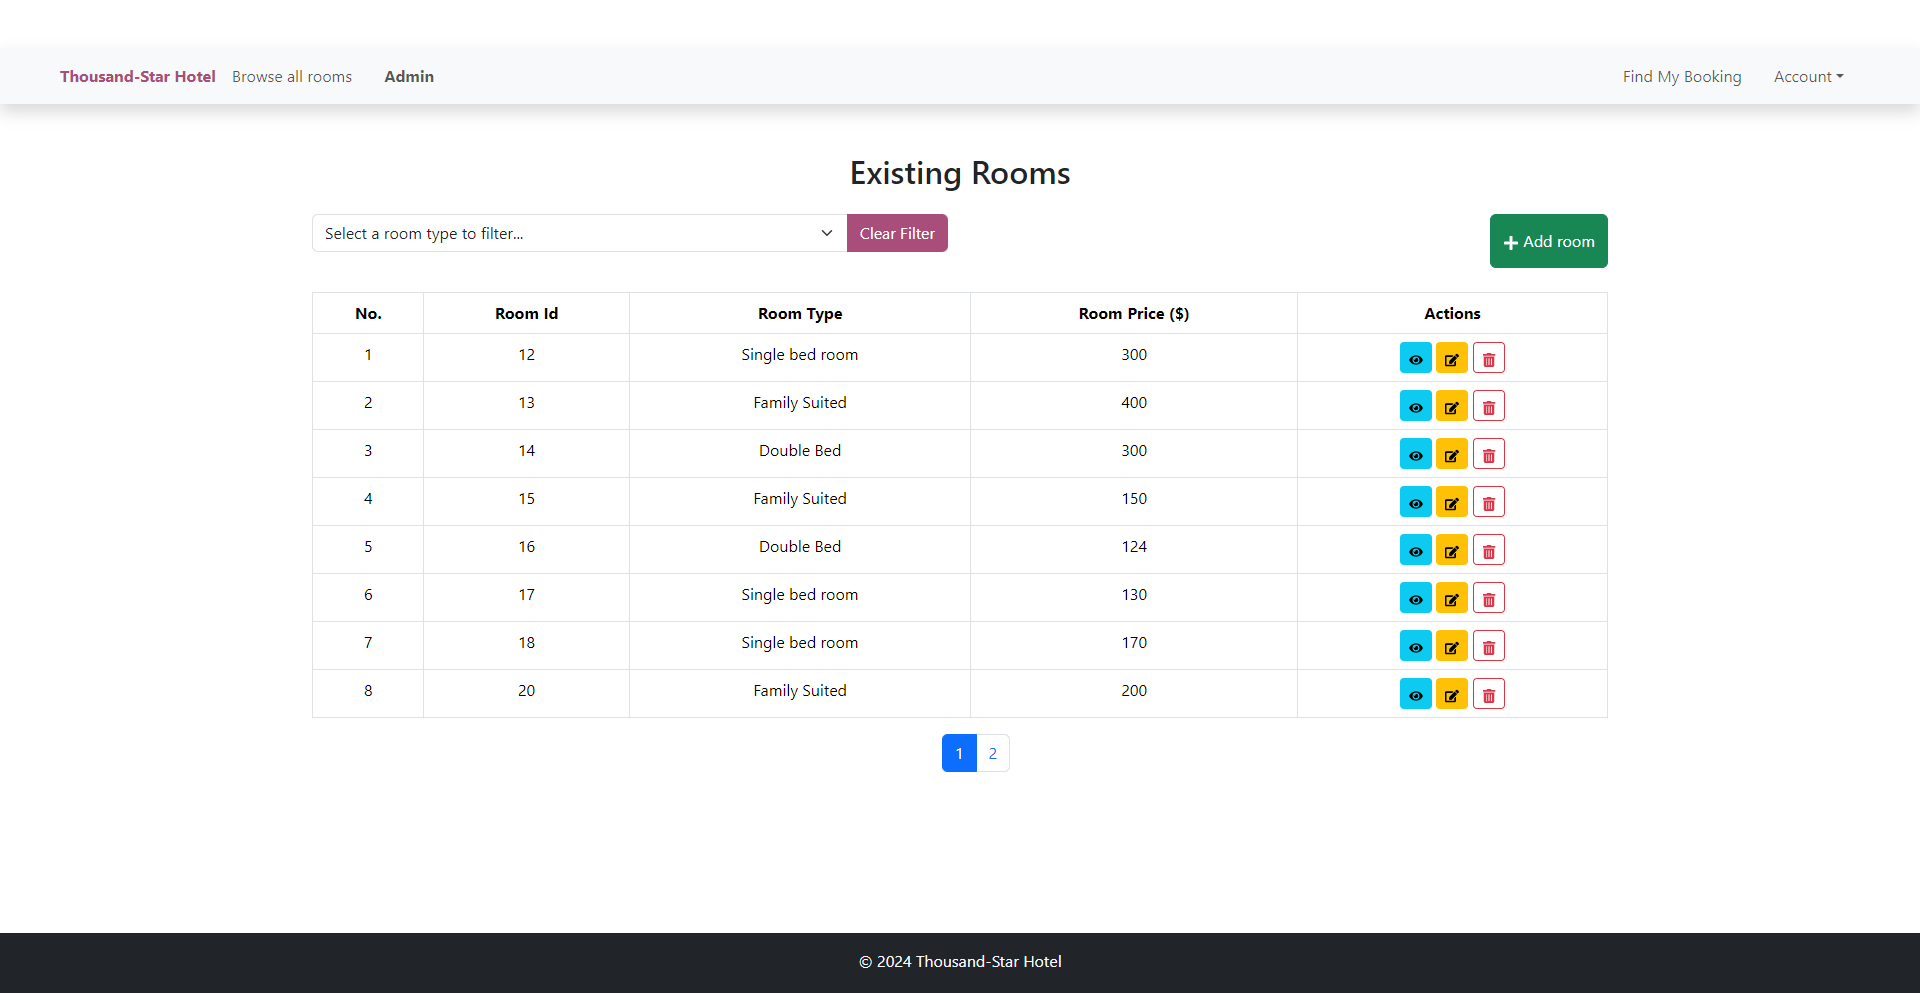 Thousand-Star Hotel Browse all rooms Admin Find My Booking Account
Existing Rooms
Select a room type to filter... Clear Filter Add room
No. Room Id Room Type Room Price ($) Actions
1 12 Single bed room 300
2 13 Family Suited 400
3 14 Double Bed 300
4 15 Family Suited 150
5 16 Double Bed 124
6 17 Single bed room 130
7 18 Single bed room 170
8 20 Family Suited 200
1 2
© 2024 Thousand-Star Hotel